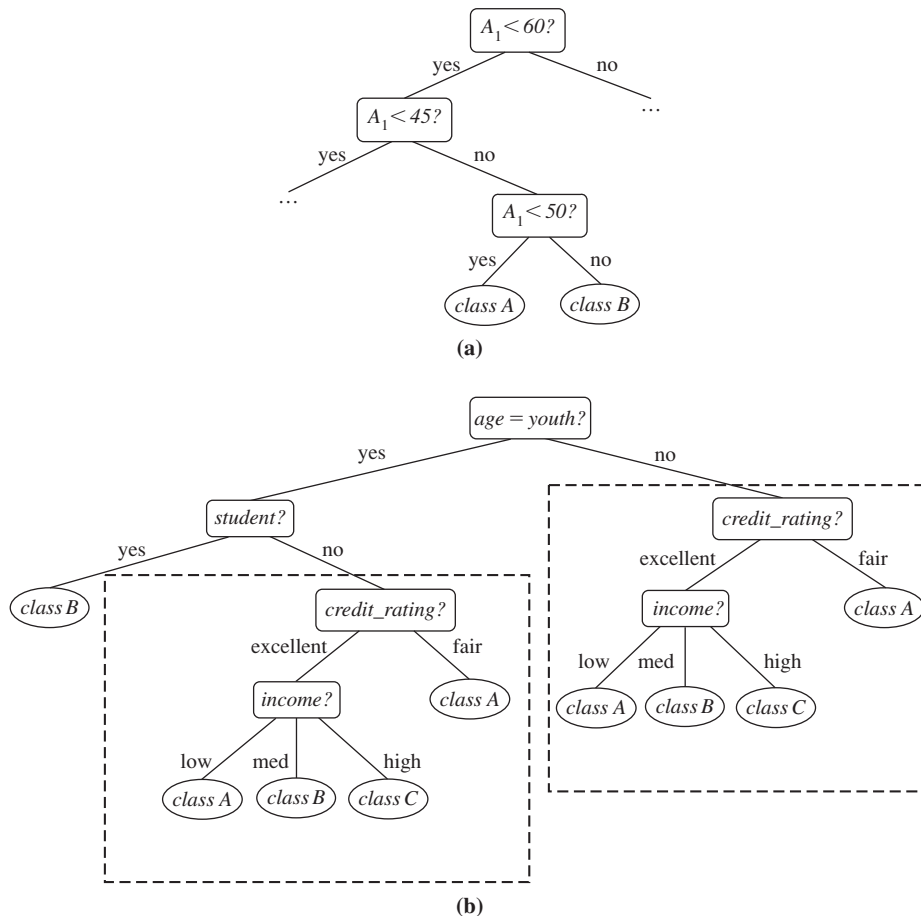 A1 < 60?
yes
no
A1 < 45?
...
yes
no
...
A1 < 50?
yes
no
class A
class B
(a)
age = youth?
yes
no
student?
credit_rating?
yes
no
excellent
fair
class B
credit_rating?
income?
class A
excellent
fair
low
med
high
income?
class A
class A
class B
class C
low
med
high
class A
class B
class C
(b)